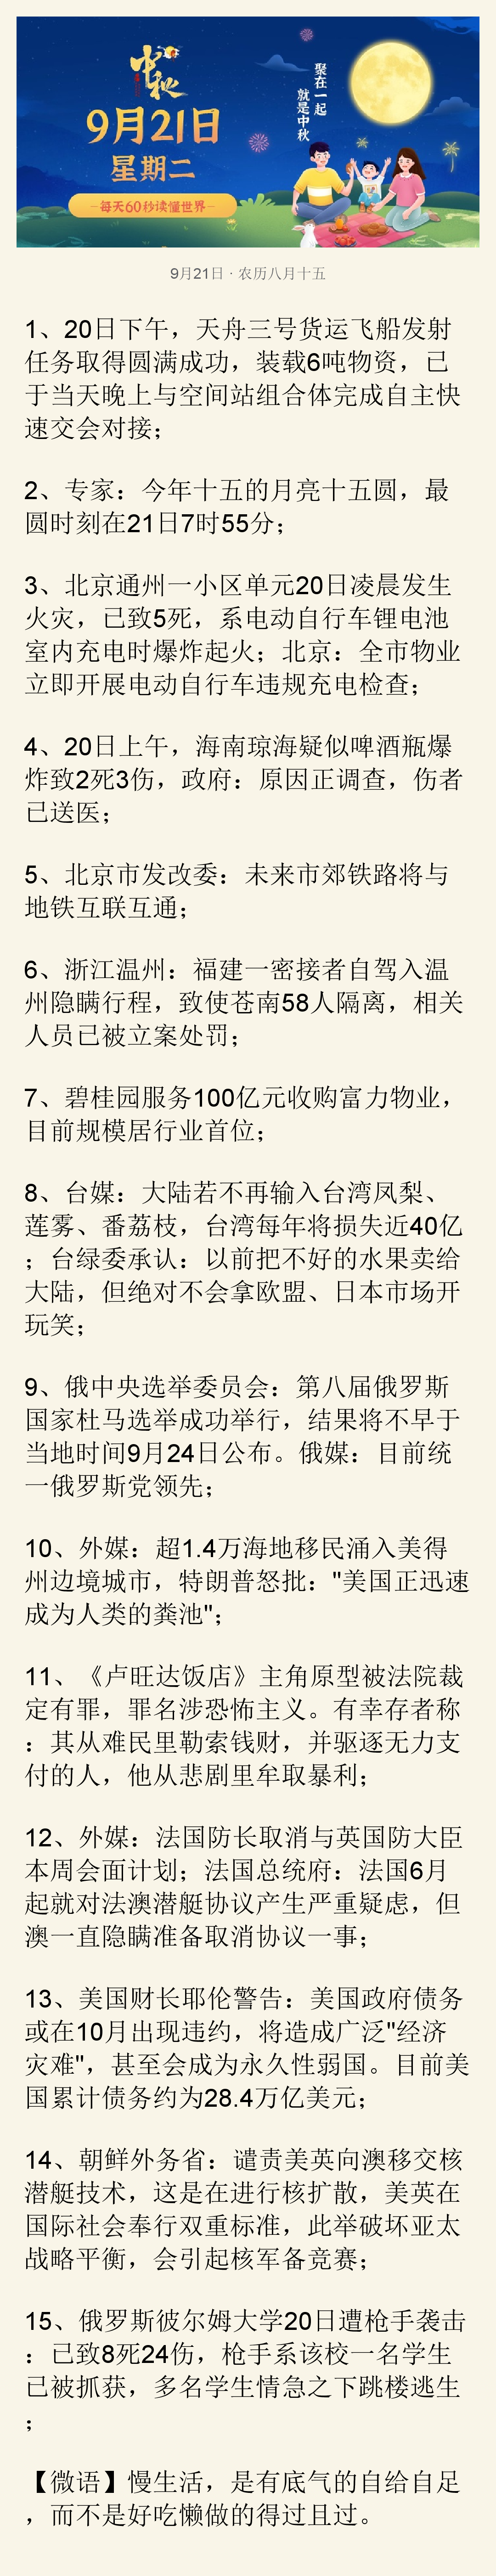 中秋
聚在一起
就是中秋
9月21日
星期二
每天60秒读懂世界
9月21日 · 农历八月十五
1、20日下午，天舟三号货运飞船发射
任务取得圆满成功，装载6吨物资，已
于当天晚上与空间站组合体完成自主快
速交会对接；
2、专家：今年十五的月亮十五圆，最
圆时刻在21日7时55分；
3、北京通州一小区单元20日凌晨发生
火灾，已致5死，系电动自行车锂电池
室内充电时爆炸起火；北京：全市物业
立即开展电动自行车违规充电检查；
4、20日上午，海南琼海疑似啤酒瓶爆
炸致2死3伤，政府：原因正调查，伤者
已送医；
5、北京市发改委：未来市郊铁路将与
地铁互联互通；
6、浙江温州：福建一密接者自驾入温
州隐瞒行程，致使苍南58人隔离，相关
人员已被立案处罚；
7、碧桂园服务100亿元收购富力物业，
目前规模居行业首位；
8、台媒：大陆若不再输入台湾凤梨、
莲雾、番荔枝，台湾每年将损失近40亿
；台绿委承认：以前把不好的水果卖给
大陆，但绝对不会拿欧盟、日本市场开
玩笑；
9、俄中央选举委员会：第八届俄罗斯
国家杜马选举成功举行，结果将不早于
当地时间9月24日公布。俄媒：目前统
一俄罗斯党领先；
10、外媒：超1.4万海地移民涌入美得
州边境城市，特朗普怒批："美国正迅速
成为人类的粪池"；
11、《卢旺达饭店》主角原型被法院裁
定有罪，罪名涉恐怖主义。有幸存者称
：其从难民里勒索钱财，并驱逐无力支
付的人，他从悲剧里牟取暴利；
12、外媒：法国防长取消与英国防大臣
本周会面计划；法国总统府：法国6月
起就对法澳潜艇协议产生严重疑虑，但
澳一直隐瞒准备取消协议一事；
13、美国财长耶伦警告：美国政府债务
或在10月出现违约，将造成广泛"经济
灾难"，甚至会成为永久性弱国。目前美
国累计债务约为28.4万亿美元；
14、朝鲜外务省：谴责美英向澳移交核
潜艇技术，这是在进行核扩散，美英在
国际社会奉行双重标准，此举破坏亚太
战略平衡，会引起核军备竞赛；
15、俄罗斯彼尔姆大学20日遭枪手袭击
：已致8死24伤，枪手系该校一名学生
已被抓获，多名学生情急之下跳楼逃生
；
【微语】慢生活，是有底气的自给自足
，而不是好吃懒做的得过且过。